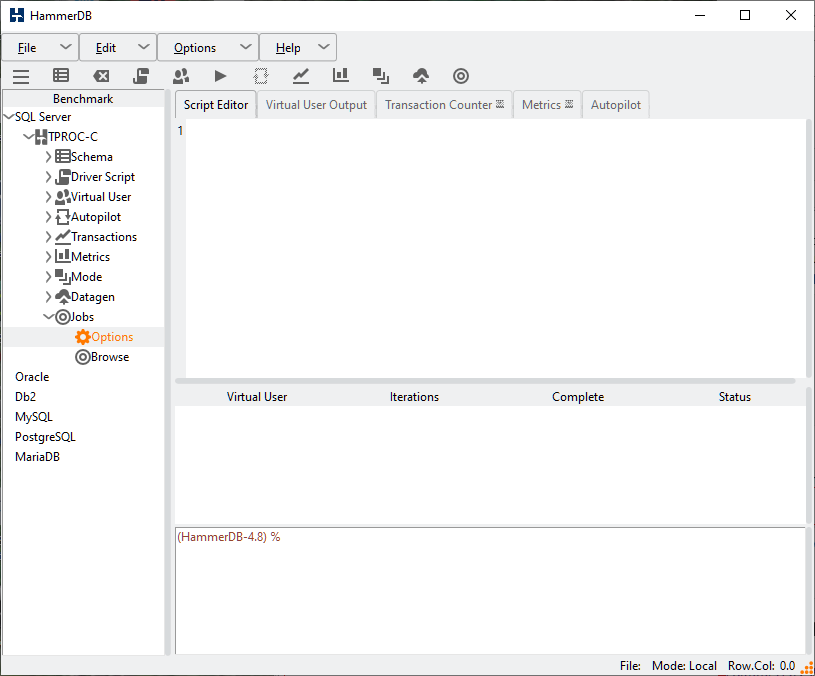 HammerDB
File Edit Options Help
Benchmark
SQL Server
TPROC-C
Schema
Driver Script
Virtual User
Autopilot
Transactions
Metrics
Mode
Datagen
Jobs
Options
Browse
Oracle
Db2
MySQL
PostgreSQL
MariaDB
Script Editor Virtual User Output Transaction Counter Metrics Autopilot
1
Virtual User Iterations Complete Status
(HammerDB-4.8) %
File: Mode: Local Row.Col: 0.0